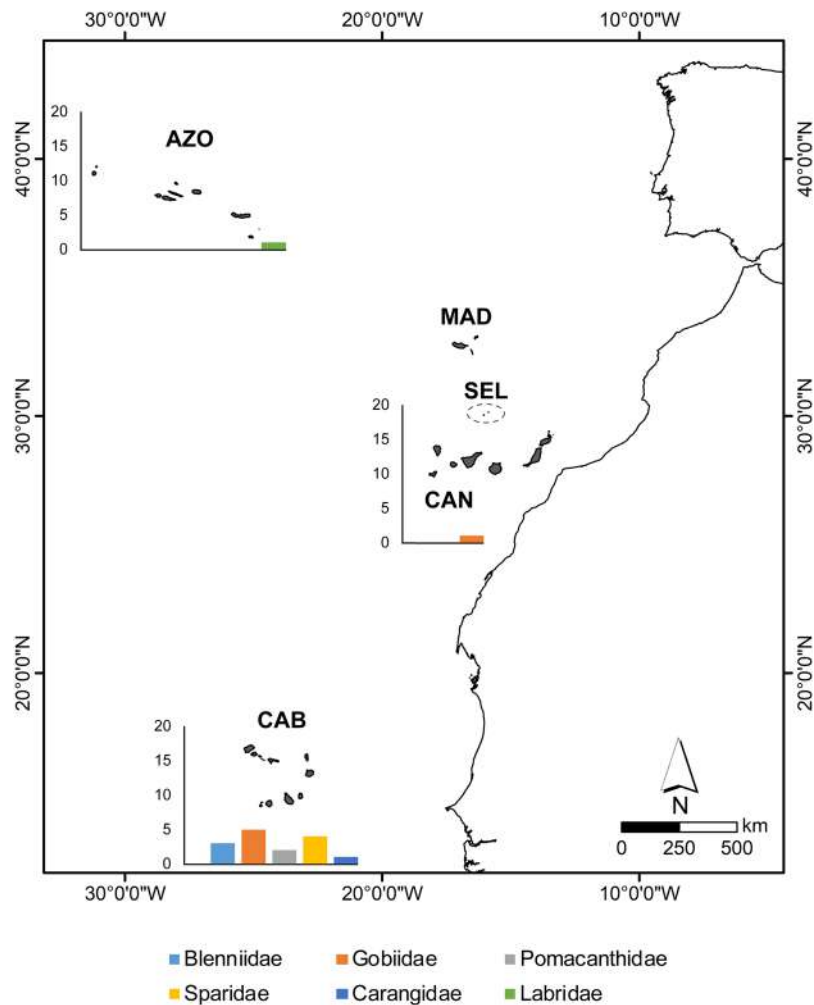 30°0'0"W 20°0'0"W 10°0'0"W
40°0'0"N 40°0'0"N
20
15
10
5
0
AZO
MAD
SEL
30°0'0"N 30°0'0"N
20
15
10
5
0
CAN
20°0'0"N 20°0'0"N
CAB
20
15
10
5
0
N
km
0 250 500
30°0'0"W 20°0'0"W 10°0'0"W
Blenniidae Gobiidae Pomacanthidae
Sparidae Carangidae Labridae